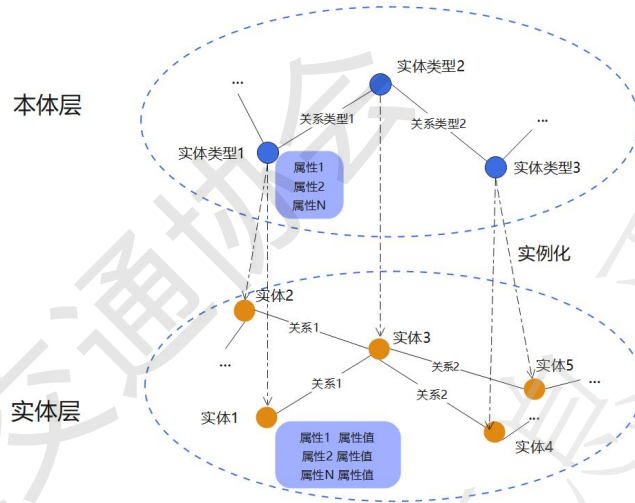 实体类型2
...
本体层
关系类型1
关系类型2
...
实体类型1
实体类型3
属性1
属性2
属性N
实例化
实体2
关系1
实体3
...
关系2
实体5
...
关系1
实体层
实体1
关系2
...
实体4
属性1 属性值
属性2 属性值
属性N 属性值
交通协会